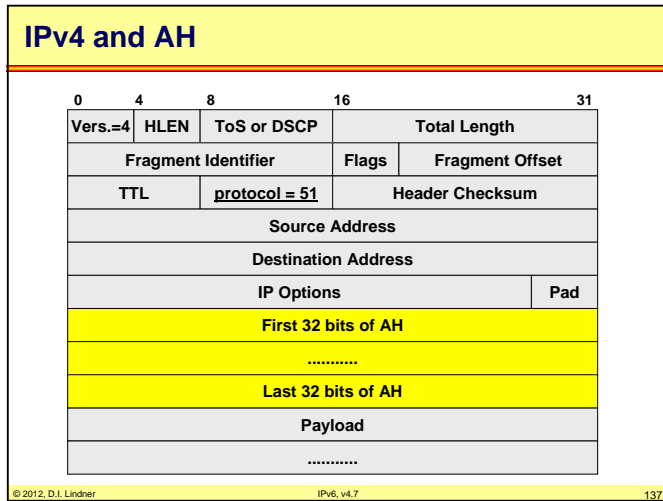 IPv4 and AH
0 4 8 16 31
Vers.=4 HLEN ToS or DSCP Total Length
Fragment Identifier Flags Fragment Offset
TTL protocol = 51 Header Checksum
Source Address
Destination Address
IP Options Pad
First 32 bits of AH
...........
Last 32 bits of AH
Payload
...........
© 2012, D.I. Lindner IPv6, v4.7 137